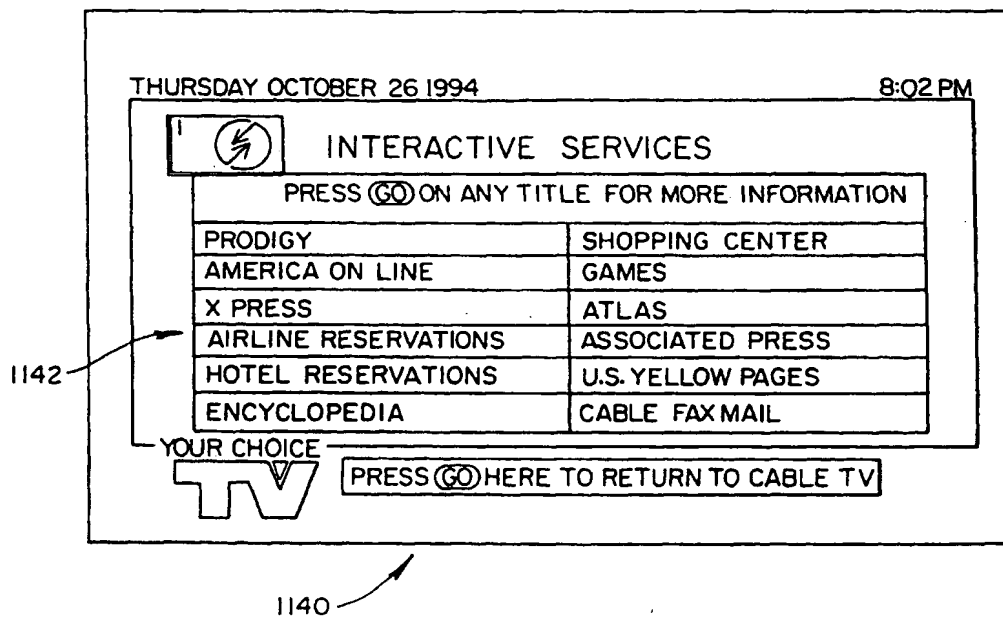 THURSDAY OCTOBER 26 1994 8:02 PM
1 INTERACTIVE SERVICES
PRESS GO ON ANY TITLE FOR MORE INFORMATION
PRODIGY SHOPPING CENTER
AMERICA ON LINE GAMES
X PRESS ATLAS
AIRLINE RESERVATIONS ASSOCIATED PRESS
1142
HOTEL RESERVATIONS U.S. YELLOW PAGES
ENCYCLOPEDIA CABLE FAX MAIL
YOUR CHOICE
TV PRESS GO HERE TO RETURN TO CABLE TV
1140